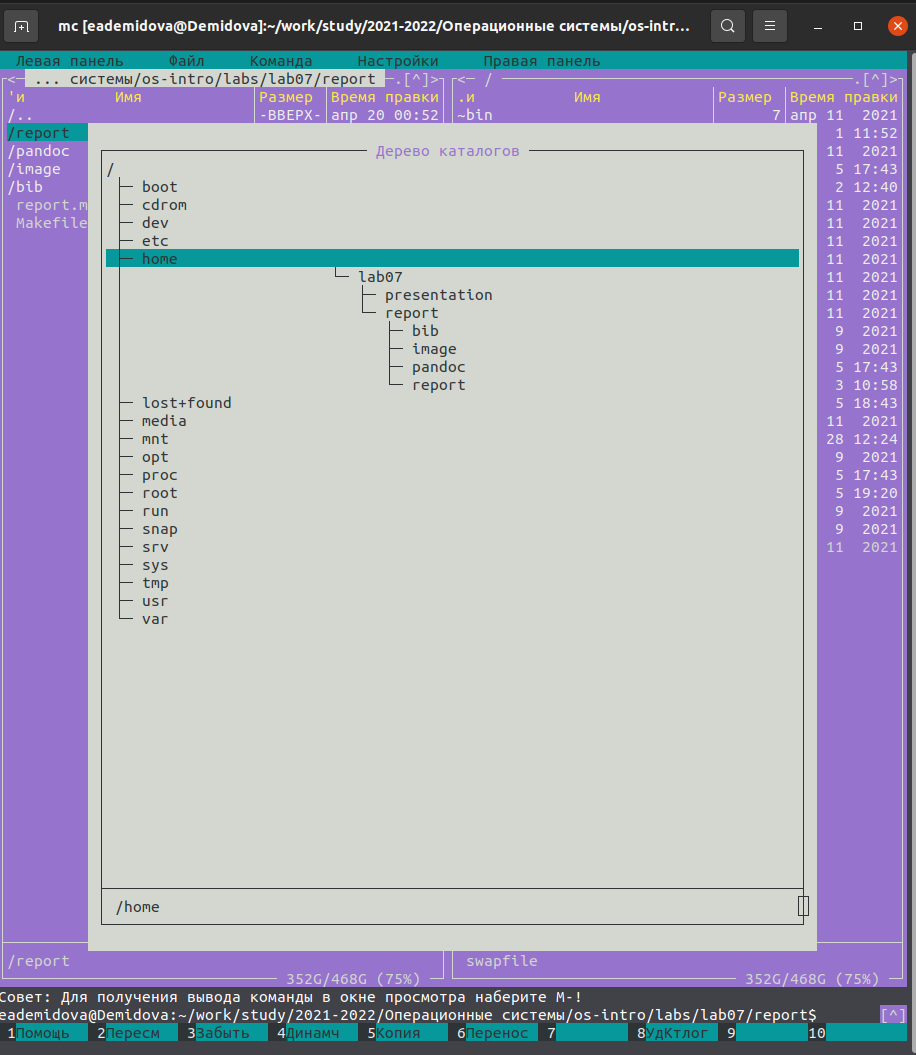 mc [eademidova@Demidova]:~/work/study/2021-2022/Операционные системы/os-intr...
Левая панель Файл Команда Настройки Правая панель
<─ ... системы/os-intro/labs/lab07/report ─.[^]> <─ / .[^]>
'и Имя Размер Время правки .и Имя Размер Время правки
/.. -ВВЕРХ- апр 20 00:52 ~bin 7 апр 11 2021
/report 1 11:52
/pandoc Дерево каталогов 11 2021
/image / 5 17:43
/bib boot 2 12:40
report.m cdrom 11 2021
Makefile dev 11 2021
etc 11 2021
home 11 2021
lab07 11 2021
presentation 11 2021
report 11 2021
bib 9 2021
image 9 2021
pandoc 5 17:43
report 3 10:58
lost+found 5 18:43
media 11 2021
mnt 28 12:24
opt 9 2021
proc 5 17:43
root 5 19:20
run 9 2021
snap 9 2021
srv 11 2021
sys
tmp
usr
var
/home
/report swapfile
352G/468G (75%) 352G/468G (75%)
Совет: Для получения вывода команды в окне просмотра наберите M-!
eademidova@Demidova:~/work/study/2021-2022/Операционные системы/os-intro/labs/lab07/report$ [^]
1Помощь 2Пересм 3Забыть 4Динамч 5Копия 6Перенос 7 8УдКтлог 9 10